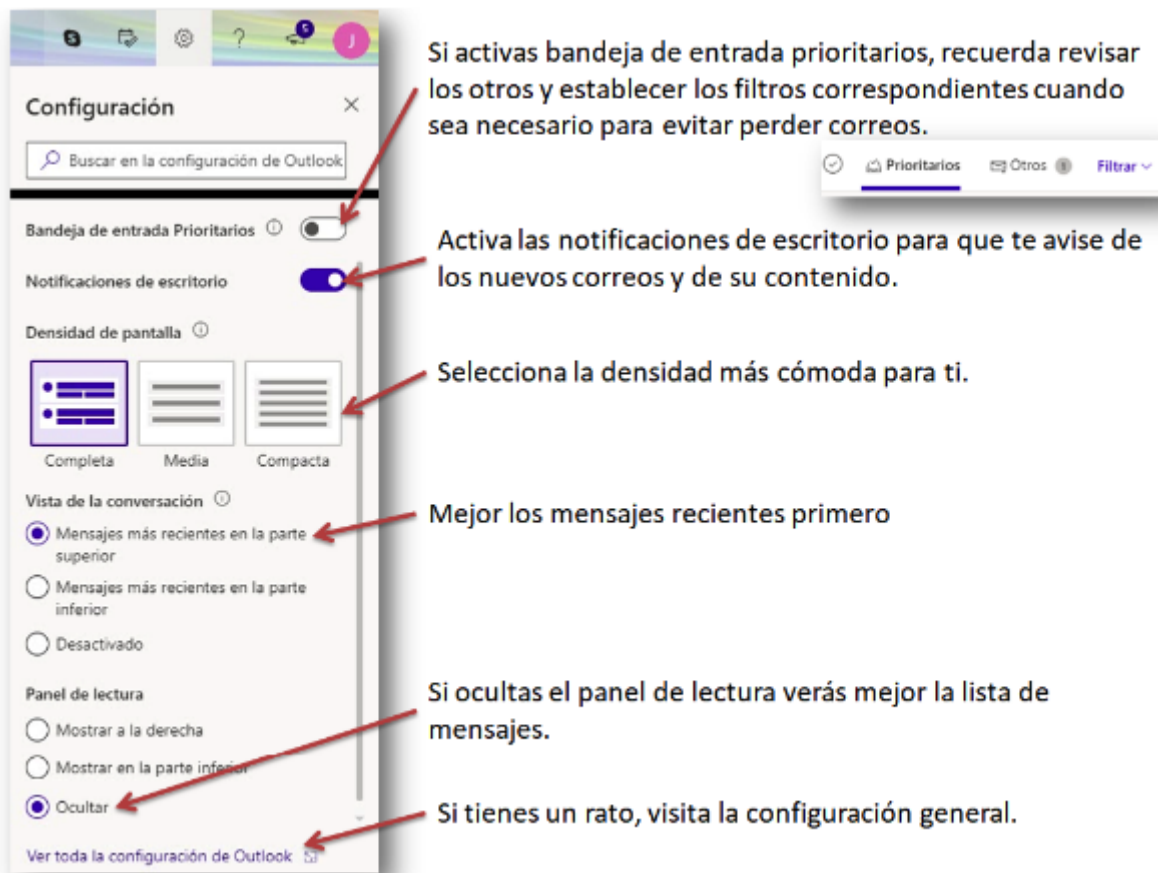 5
J
Configuración
Buscar en la configuración de Outlook
Bandeja de entrada Prioritarios
Notificaciones de escritorio
Densidad de pantalla
Completa Media Compacta
Vista de la conversación
Mensajes más recientes en la parte
superior
Mensajes más recientes en la parte
inferior
Desactivado
Panel de lectura
Mostrar a la derecha
Mostrar en la parte inferior
Ocultar
Ver toda la configuración de Outlook
Si activas bandeja de entrada prioritarios, recuerda revisar
los otros y establecer los filtros correspondientes cuando
sea necesario para evitar perder correos.
Prioritarios Otros Filtrar
Activa las notificaciones de escritorio para que te avise de
los nuevos correos y de su contenido.
Selecciona la densidad más cómoda para ti.
Mejor los mensajes recientes primero
Si ocultas el panel de lectura verás mejor la lista de
mensajes.
Si tienes un rato, visita la configuración general.